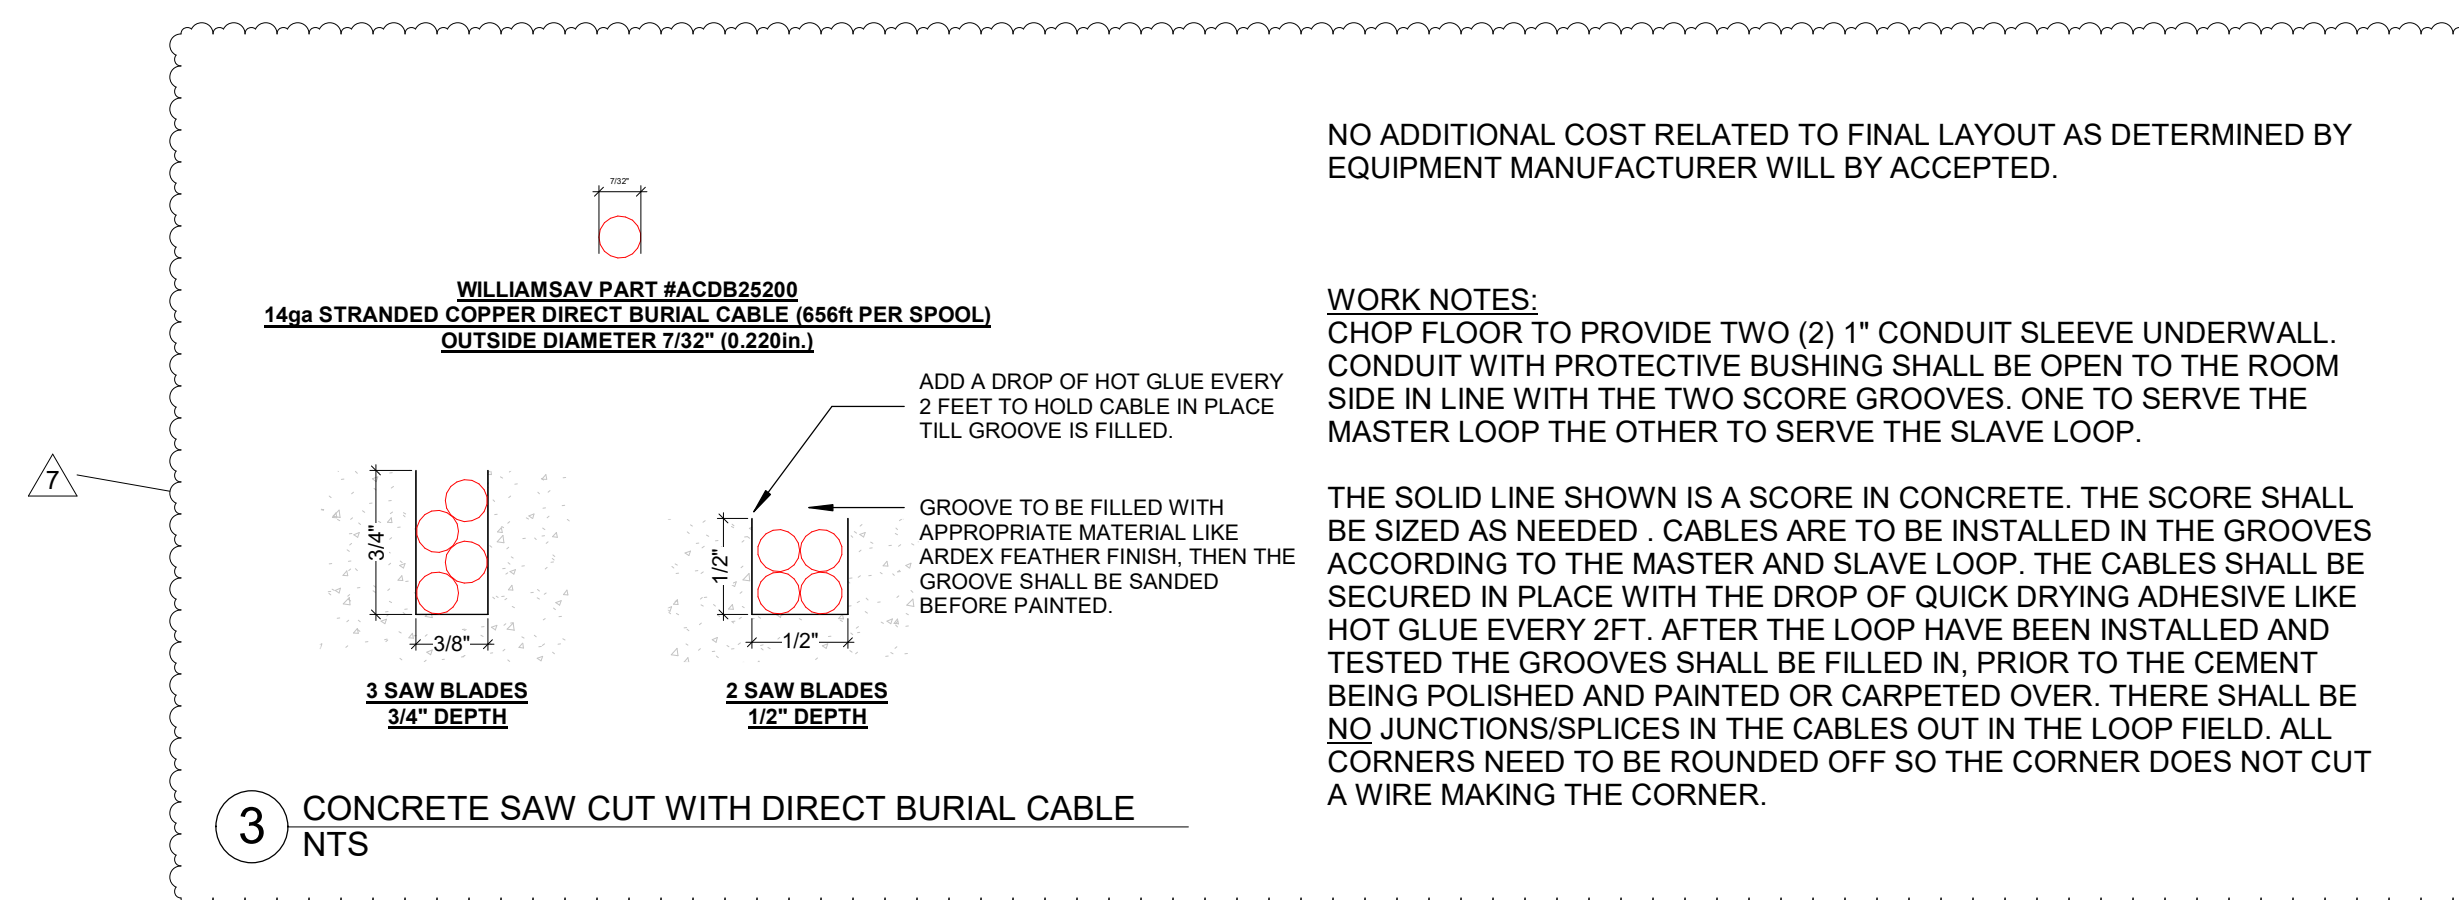 NO ADDITIONAL COST RELATED TO FINAL LAYOUT AS DETERMINED BY
EQUIPMENT MANUFACTURER WILL BY ACCEPTED.
7/32"
WILLIAMSAV PART #ACDB25200
14ga STRANDED COPPER DIRECT BURIAL CABLE (656ft PER SPOOL)
OUTSIDE DIAMETER 7/32" (0.220in.)
ADD A DROP OF HOT GLUE EVERY
2 FEET TO HOLD CABLE IN PLACE
TILL GROOVE IS FILLED.
GROOVE TO BE FILLED WITH
APPROPRIATE MATERIAL LIKE
ARDEX FEATHER FINISH, THEN THE
GROOVE SHALL BE SANDED
BEFORE PAINTED.
7
3/4"
3/8"
1/2"
1/2"
3 SAW BLADES
3/4" DEPTH
2 SAW BLADES
1/2" DEPTH
3
CONCRETE SAW CUT WITH DIRECT BURIAL CABLE
NTS
WORK NOTES:
CHOP FLOOR TO PROVIDE TWO (2) 1" CONDUIT SLEEVE UNDERWALL.
CONDUIT WITH PROTECTIVE BUSHING SHALL BE OPEN TO THE ROOM
SIDE IN LINE WITH THE TWO SCORE GROOVES. ONE TO SERVE THE
MASTER LOOP THE OTHER TO SERVE THE SLAVE LOOP.
THE SOLID LINE SHOWN IS A SCORE IN CONCRETE. THE SCORE SHALL
BE SIZED AS NEEDED . CABLES ARE TO BE INSTALLED IN THE GROOVES
ACCORDING TO THE MASTER AND SLAVE LOOP. THE CABLES SHALL BE
SECURED IN PLACE WITH THE DROP OF QUICK DRYING ADHESIVE LIKE
HOT GLUE EVERY 2FT. AFTER THE LOOP HAVE BEEN INSTALLED AND
TESTED THE GROOVES SHALL BE FILLED IN, PRIOR TO THE CEMENT
BEING POLISHED AND PAINTED OR CARPETED OVER. THERE SHALL BE
NO JUNCTIONS/SPLICES IN THE CABLES OUT IN THE LOOP FIELD. ALL
CORNERS NEED TO BE ROUNDED OFF SO THE CORNER DOES NOT CUT
A WIRE MAKING THE CORNER.